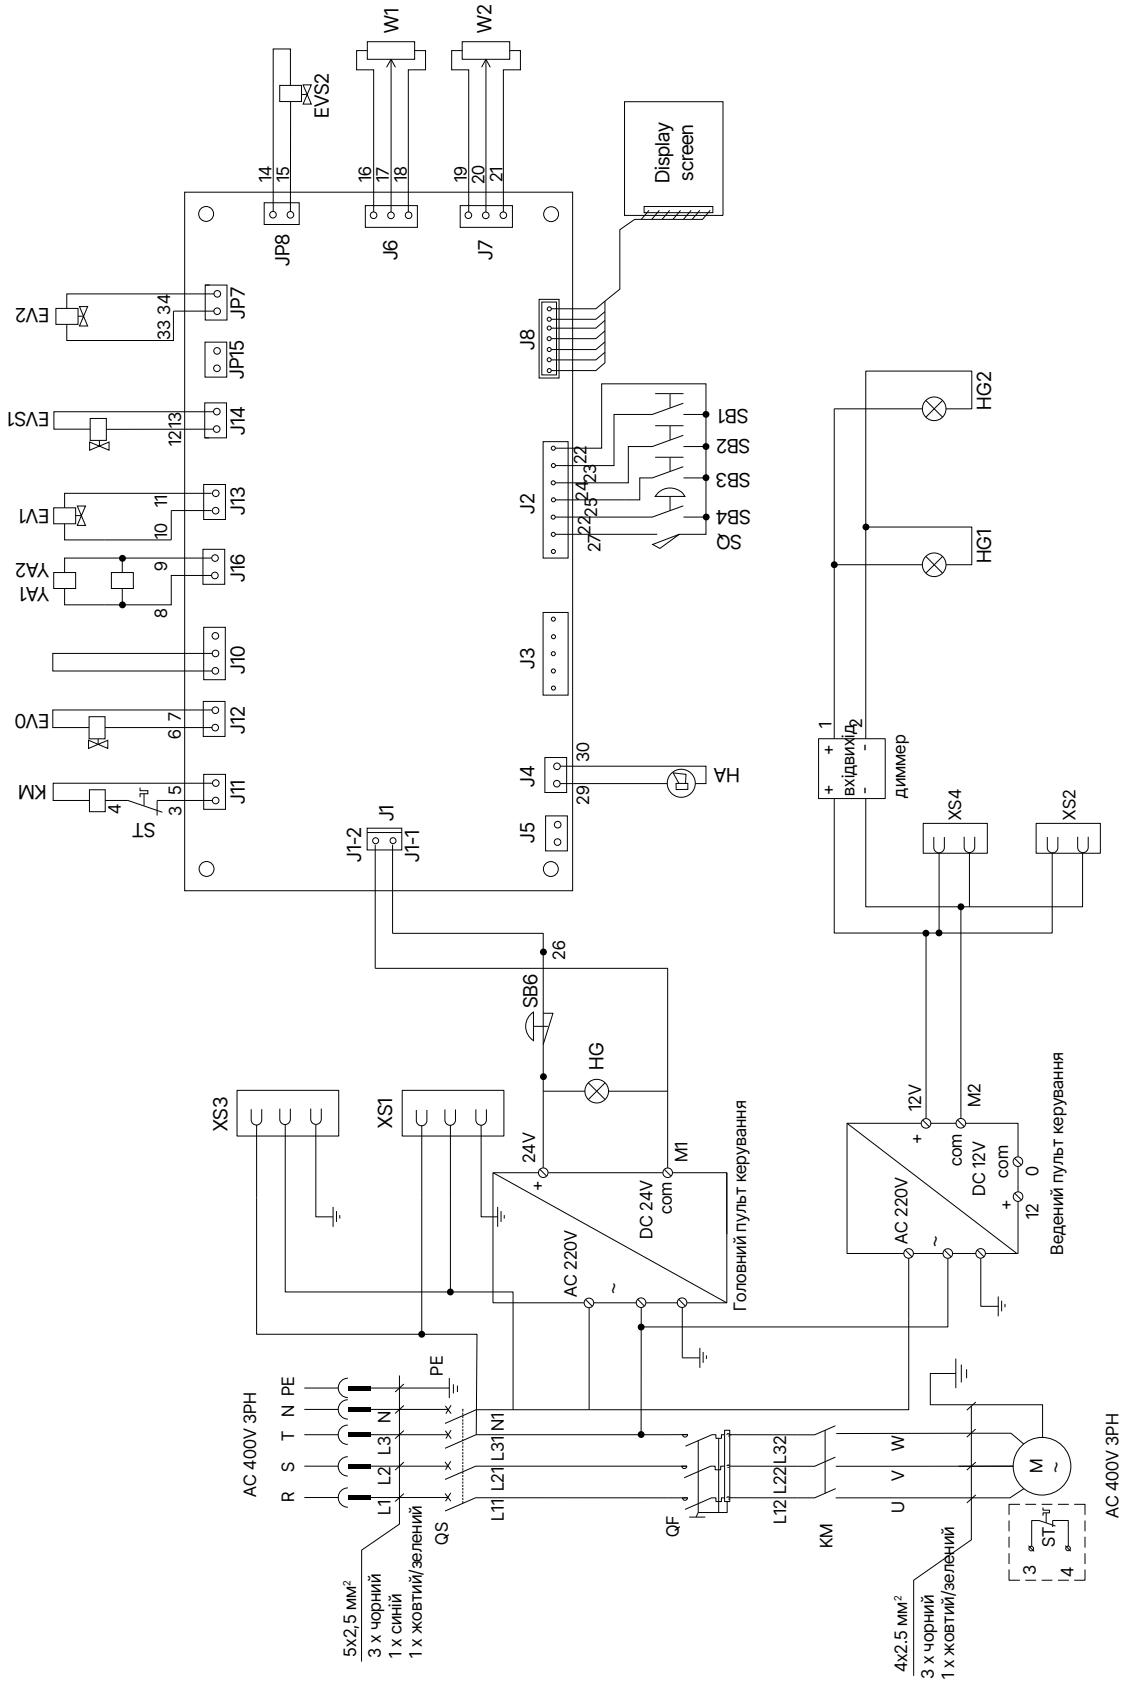 W1
W2
EVS2
14
15
16
17
18
19
20
21
JP8
J6
J7
Display
screen
EV2
33 34
JP7
JP15
EVS1
12 13
J14
EV1
10
11
J13
YA2
YA1
8
9
J16
J10
EV0
6 7
J12
KM
4
ST
3 5
J11
J8
J2
22
23
24
25
22
27
SB1
SB2
SB3
SB4
SQ
J3
J4
30
29
HA
J5
J1
J1-2
J1-1
26
SB6
HG
HG2
HG1
1
2
+ -
вхід вихід
+ -
диммер
XS4
XS2
XS3
XS1
24V
M1
+
DC 24V
com
AC 220V
~
Головний пульт керування
12V
M2
+
com
DC 12V
com
+
12 0
AC 220V
~
Ведений пульт керування
AC 400V 3PH
R S T N PE
L1 L2 L3 N
PE
QS
L11 L21 L31 N1
QF
L12 L22 L32
KM
U V W
M
~
AC 400V 3PH
ST
3
4
5x2,5 мм²
3 x чорний
1 x синій
1 x жовтий/зелений
4x2.5 мм²
3 x чорний
1 x жовтий/зелений